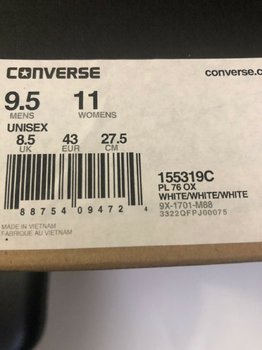 CONVERSE converse.c
9.5 11
MENS WOMENS
UNISEX
8.5 43 27.5
UK EUR CM
155319C
PL 76 OX
WHITE/WHITE/WHITE
9X-1701-M88
3322QFPJ00075
8 88754 09472 4
MADE IN VIETNAM
FABRIQUE AU VIETNAM